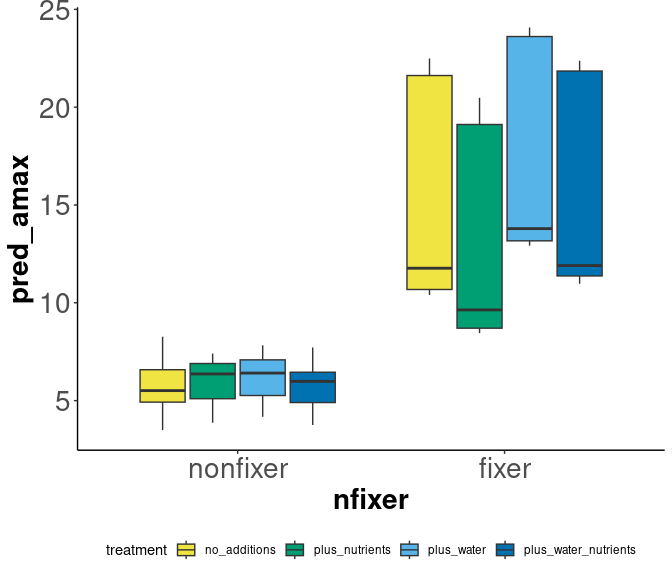 25
20
15
10
5
pred_amax
nonfixer fixer
nfixer
treatment no_additions plus_nutrients plus_water plus_water_nutrients